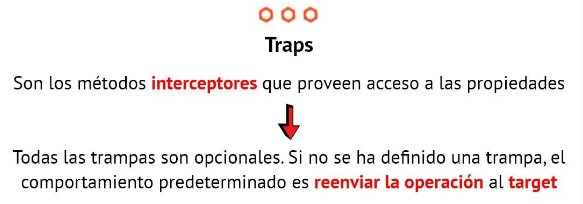 Traps
Son los métodos interceptores que proveen acceso a las propiedades
Todas las trampas son opcionales. Si no se ha definido una trampa, el
comportamiento predeterminado es reenviar la operación al target